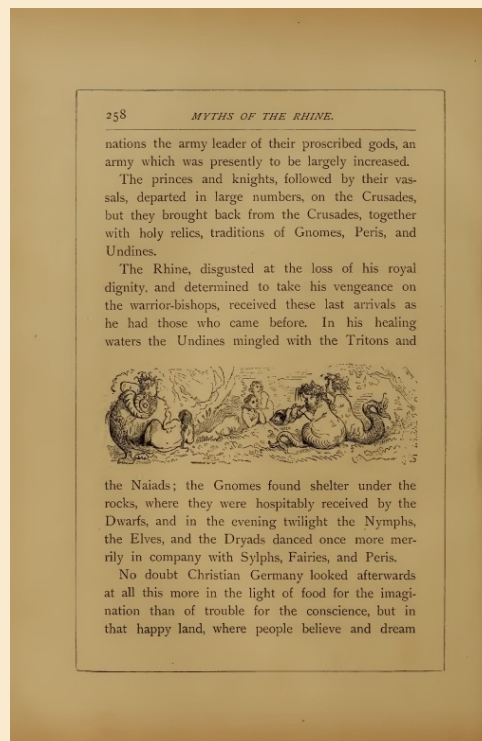 258
MYTHS OF THE RHINE.
nations the army leader of their proscribed gods, an
army which was presently to be largely increased.
The princes and knights, followed by their vas-
sals, departed in large numbers, on the Crusades,
but they brought back from the Crusades, together
with holy relics, traditions of Gnomes, Peris, and
Undines.
The Rhine, disgusted at the loss of his royal
dignity, and determined to take his vengeance on
the warrior-bishops, received these last arrivals as
he had those who came before. In his healing
waters the Undines mingled with the Tritons and
the Naiads; the Gnomes found shelter under the
rocks, where they were hospitably received by the
Dwarfs, and in the evening twilight the Nymphs,
the Elves, and the Dryads danced once more mer-
rily in company with Sylphs, Fairies, and Peris.
No doubt Christian Germany looked afterwards
at all this more in the light of food for the imagi-
nation than of trouble for the conscience, but in
that happy land, where people believe and dream